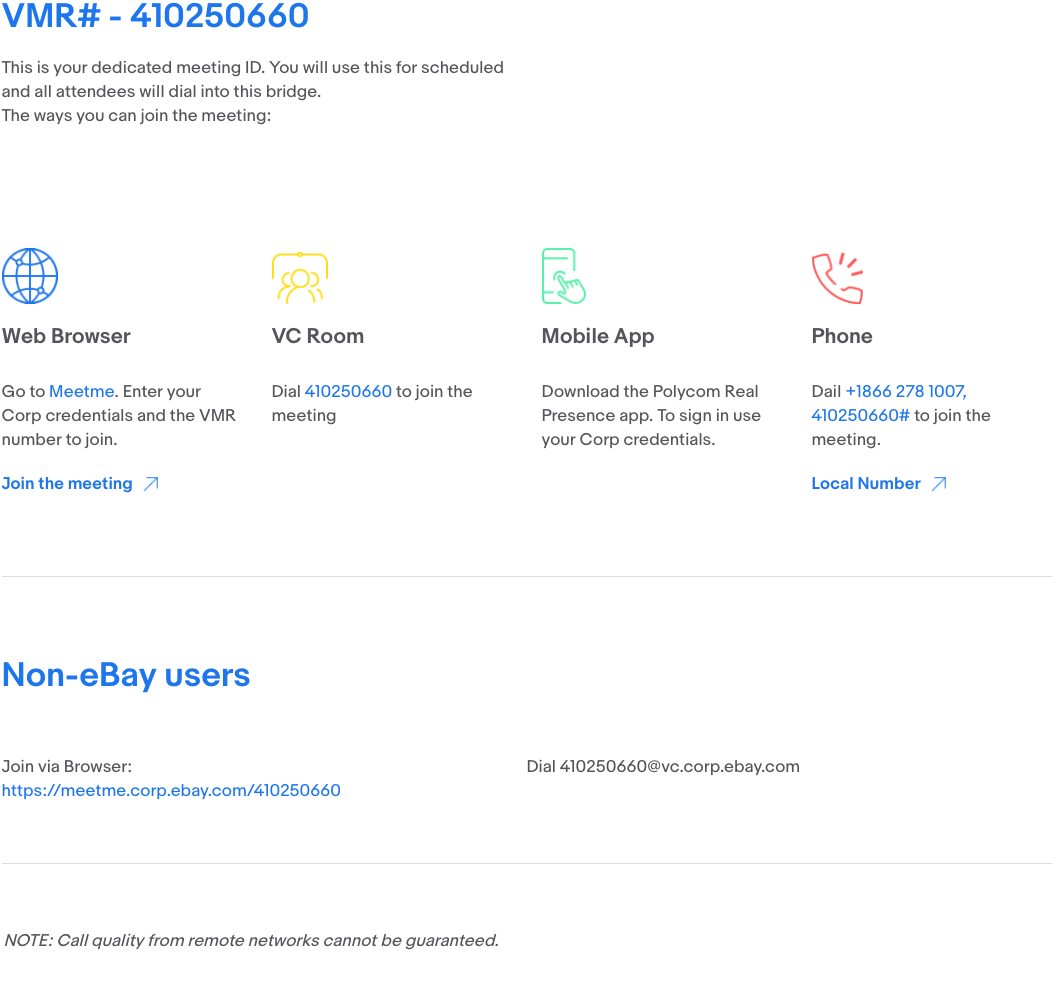 VMR# - 410250660
This is your dedicated meeting ID. You will use this for scheduled
and all attendees will dial into this bridge.
The ways you can join the meeting:
Web Browser
Go to Meetme. Enter your
Corp credentials and the VMR
number to join.
Join the meeting
VC Room
Dial 410250660 to join the
meeting
Mobile App
Download the Polycom Real
Presence app. To sign in use
your Corp credentials.
Phone
Dail +1866 278 1007,
410250660# to join the
meeting.
Local Number
Non-eBay users
Join via Browser:
https://meetme.corp.ebay.com/410250660
Dial 410250660@vc.corp.ebay.com
NOTE: Call quality from remote networks cannot be guaranteed.